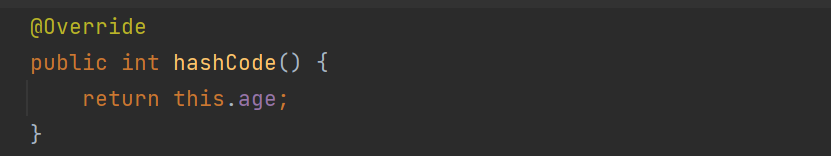 @Override
public int hashCode() {
    return this.age;
}